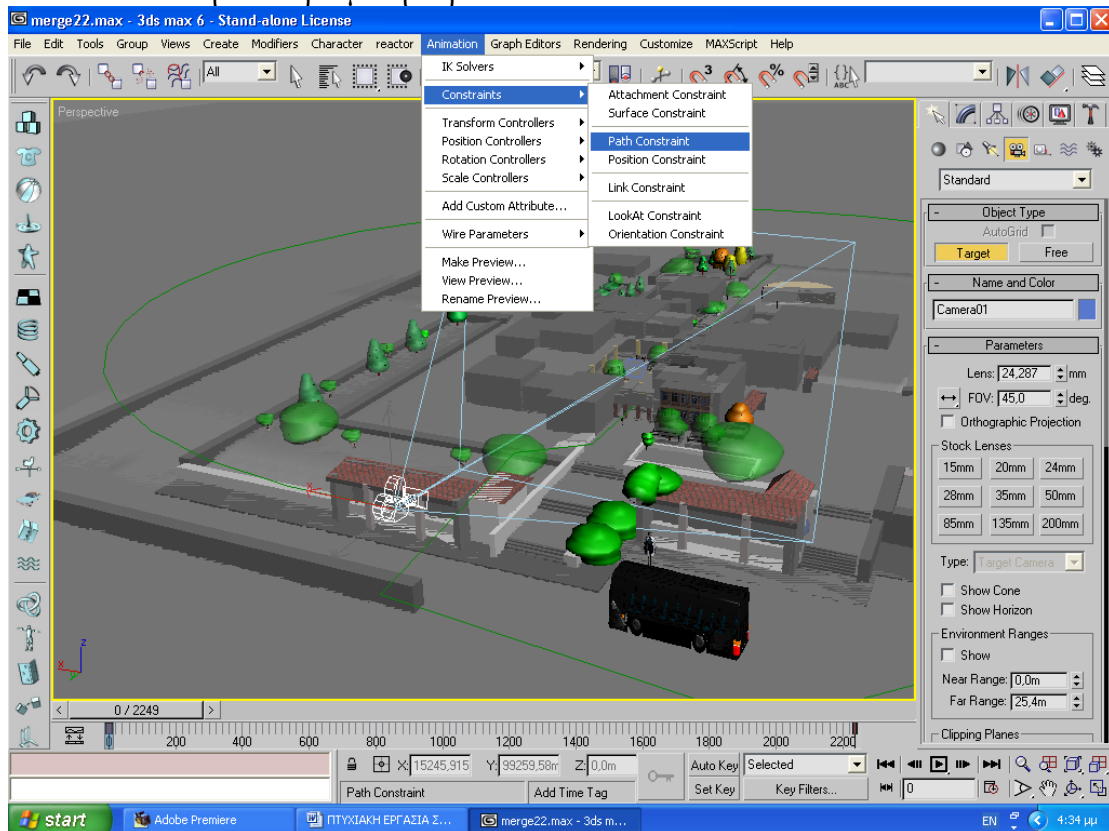 merge22.max - 3ds max 6 - Stand-alone License
File Edit Tools Group Views Create Modifiers Character reactor Animation Graph Editors Rendering Customize MAXScript Help
All
ABC
IK Solvers
Constraints
Transform Controllers
Position Controllers
Rotation Controllers
Scale Controllers
Add Custom Attribute...
Wire Parameters
Make Preview...
View Preview...
Rename Preview...
Attachment Constraint
Surface Constraint
Path Constraint
Position Constraint
Link Constraint
LookAt Constraint
Orientation Constraint
Perspective
x
z
x
y
Standard
- Object Type
AutoGrid
Target Free
- Name and Color
Camera01
- Parameters
Lens: 24,287 mm
FOV: 45,0 deg.
Orthographic Projection
Stock Lenses
15mm 20mm 24mm
28mm 35mm 50mm
85mm 135mm 200mm
Type: Target Camera
Show Cone
Show Horizon
Environment Ranges
Show
Near Range: 0,0m
Far Range: 25,4m
Clipping Planes
< 0 / 2249 >
0 200 400 600 800 1000 1200 1400 1600 1800 2000 2200
X: 15245,915 Y: 99259,58m Z: 0,0m
Auto Key Selected
Path Constraint Add Time Tag
Set Key Key Filters... 0
start Adobe Premiere ΠΤΥΧΙΑΚΗ ΕΡΓΑΣΙΑ Σ... merge22.max - 3ds m... EN 4:34 μμ